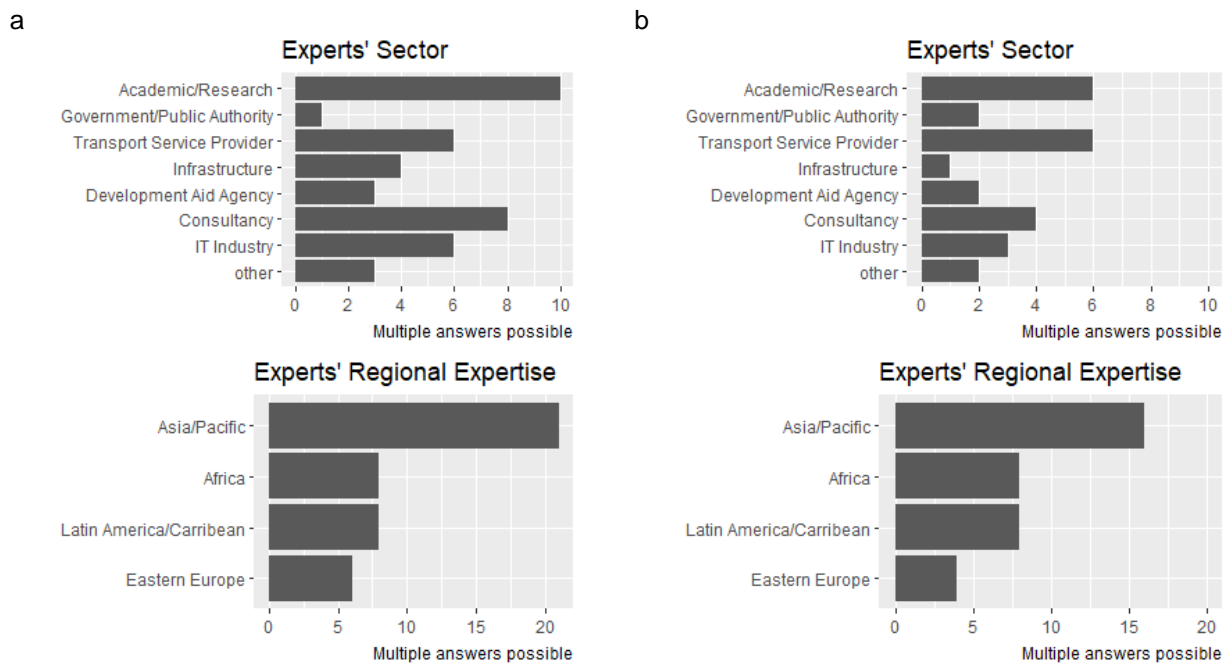 a
Experts' Sector
Academic/Research
Government/Public Authority
Transport Service Provider
Infrastructure
Development Aid Agency
Consultancy
IT Industry
other
0 2 4 6 8 10
Multiple answers possible
Experts' Regional Expertise
Asia/Pacific
Africa
Latin America/Carribean
Eastern Europe
0 5 10 15 20
Multiple answers possible
b
Experts' Sector
Academic/Research
Government/Public Authority
Transport Service Provider
Infrastructure
Development Aid Agency
Consultancy
IT Industry
other
0 2 4 6 8 10
Multiple answers possible
Experts' Regional Expertise
Asia/Pacific
Africa
Latin America/Carribean
Eastern Europe
0 5 10 15 20
Multiple answers possible